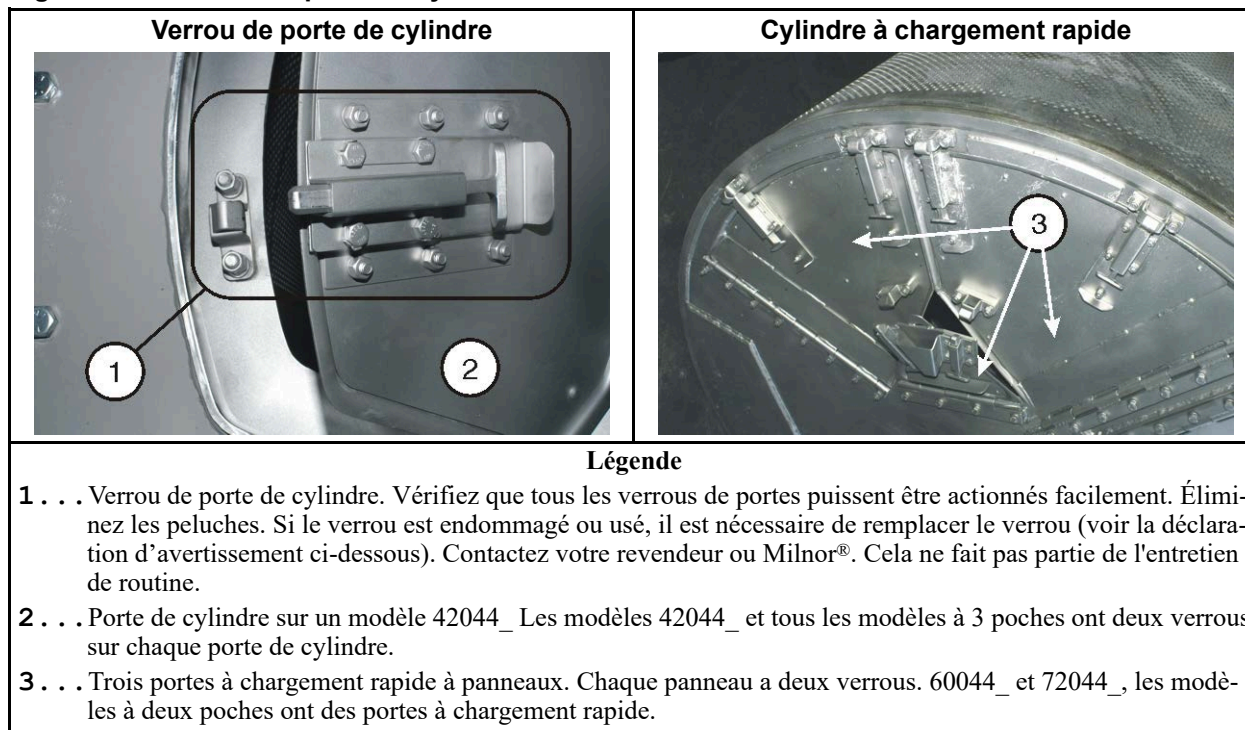 Verrou de porte de cylindre
Cylindre à chargement rapide
1
2
3
Légende
1 . . . Verrou de porte de cylindre. Vérifiez que tous les verrous de portes puissent être actionnés facilement. Élimi-
nez les peluches. Si le verrou est endommagé ou usé, il est nécessaire de remplacer le verrou (voir la déclara-
tion d’avertissement ci-dessous). Contactez votre revendeur ou Milnor®. Cela ne fait pas partie de l'entretien
de routine.
2 . . . Porte de cylindre sur un modèle 42044_ Les modèles 42044_ et tous les modèles à 3 poches ont deux verrous
sur chaque porte de cylindre.
3 . . . Trois portes à chargement rapide à panneaux. Chaque panneau a deux verrous. 60044_ et 72044_, les modè-
les à deux poches ont des portes à chargement rapide.